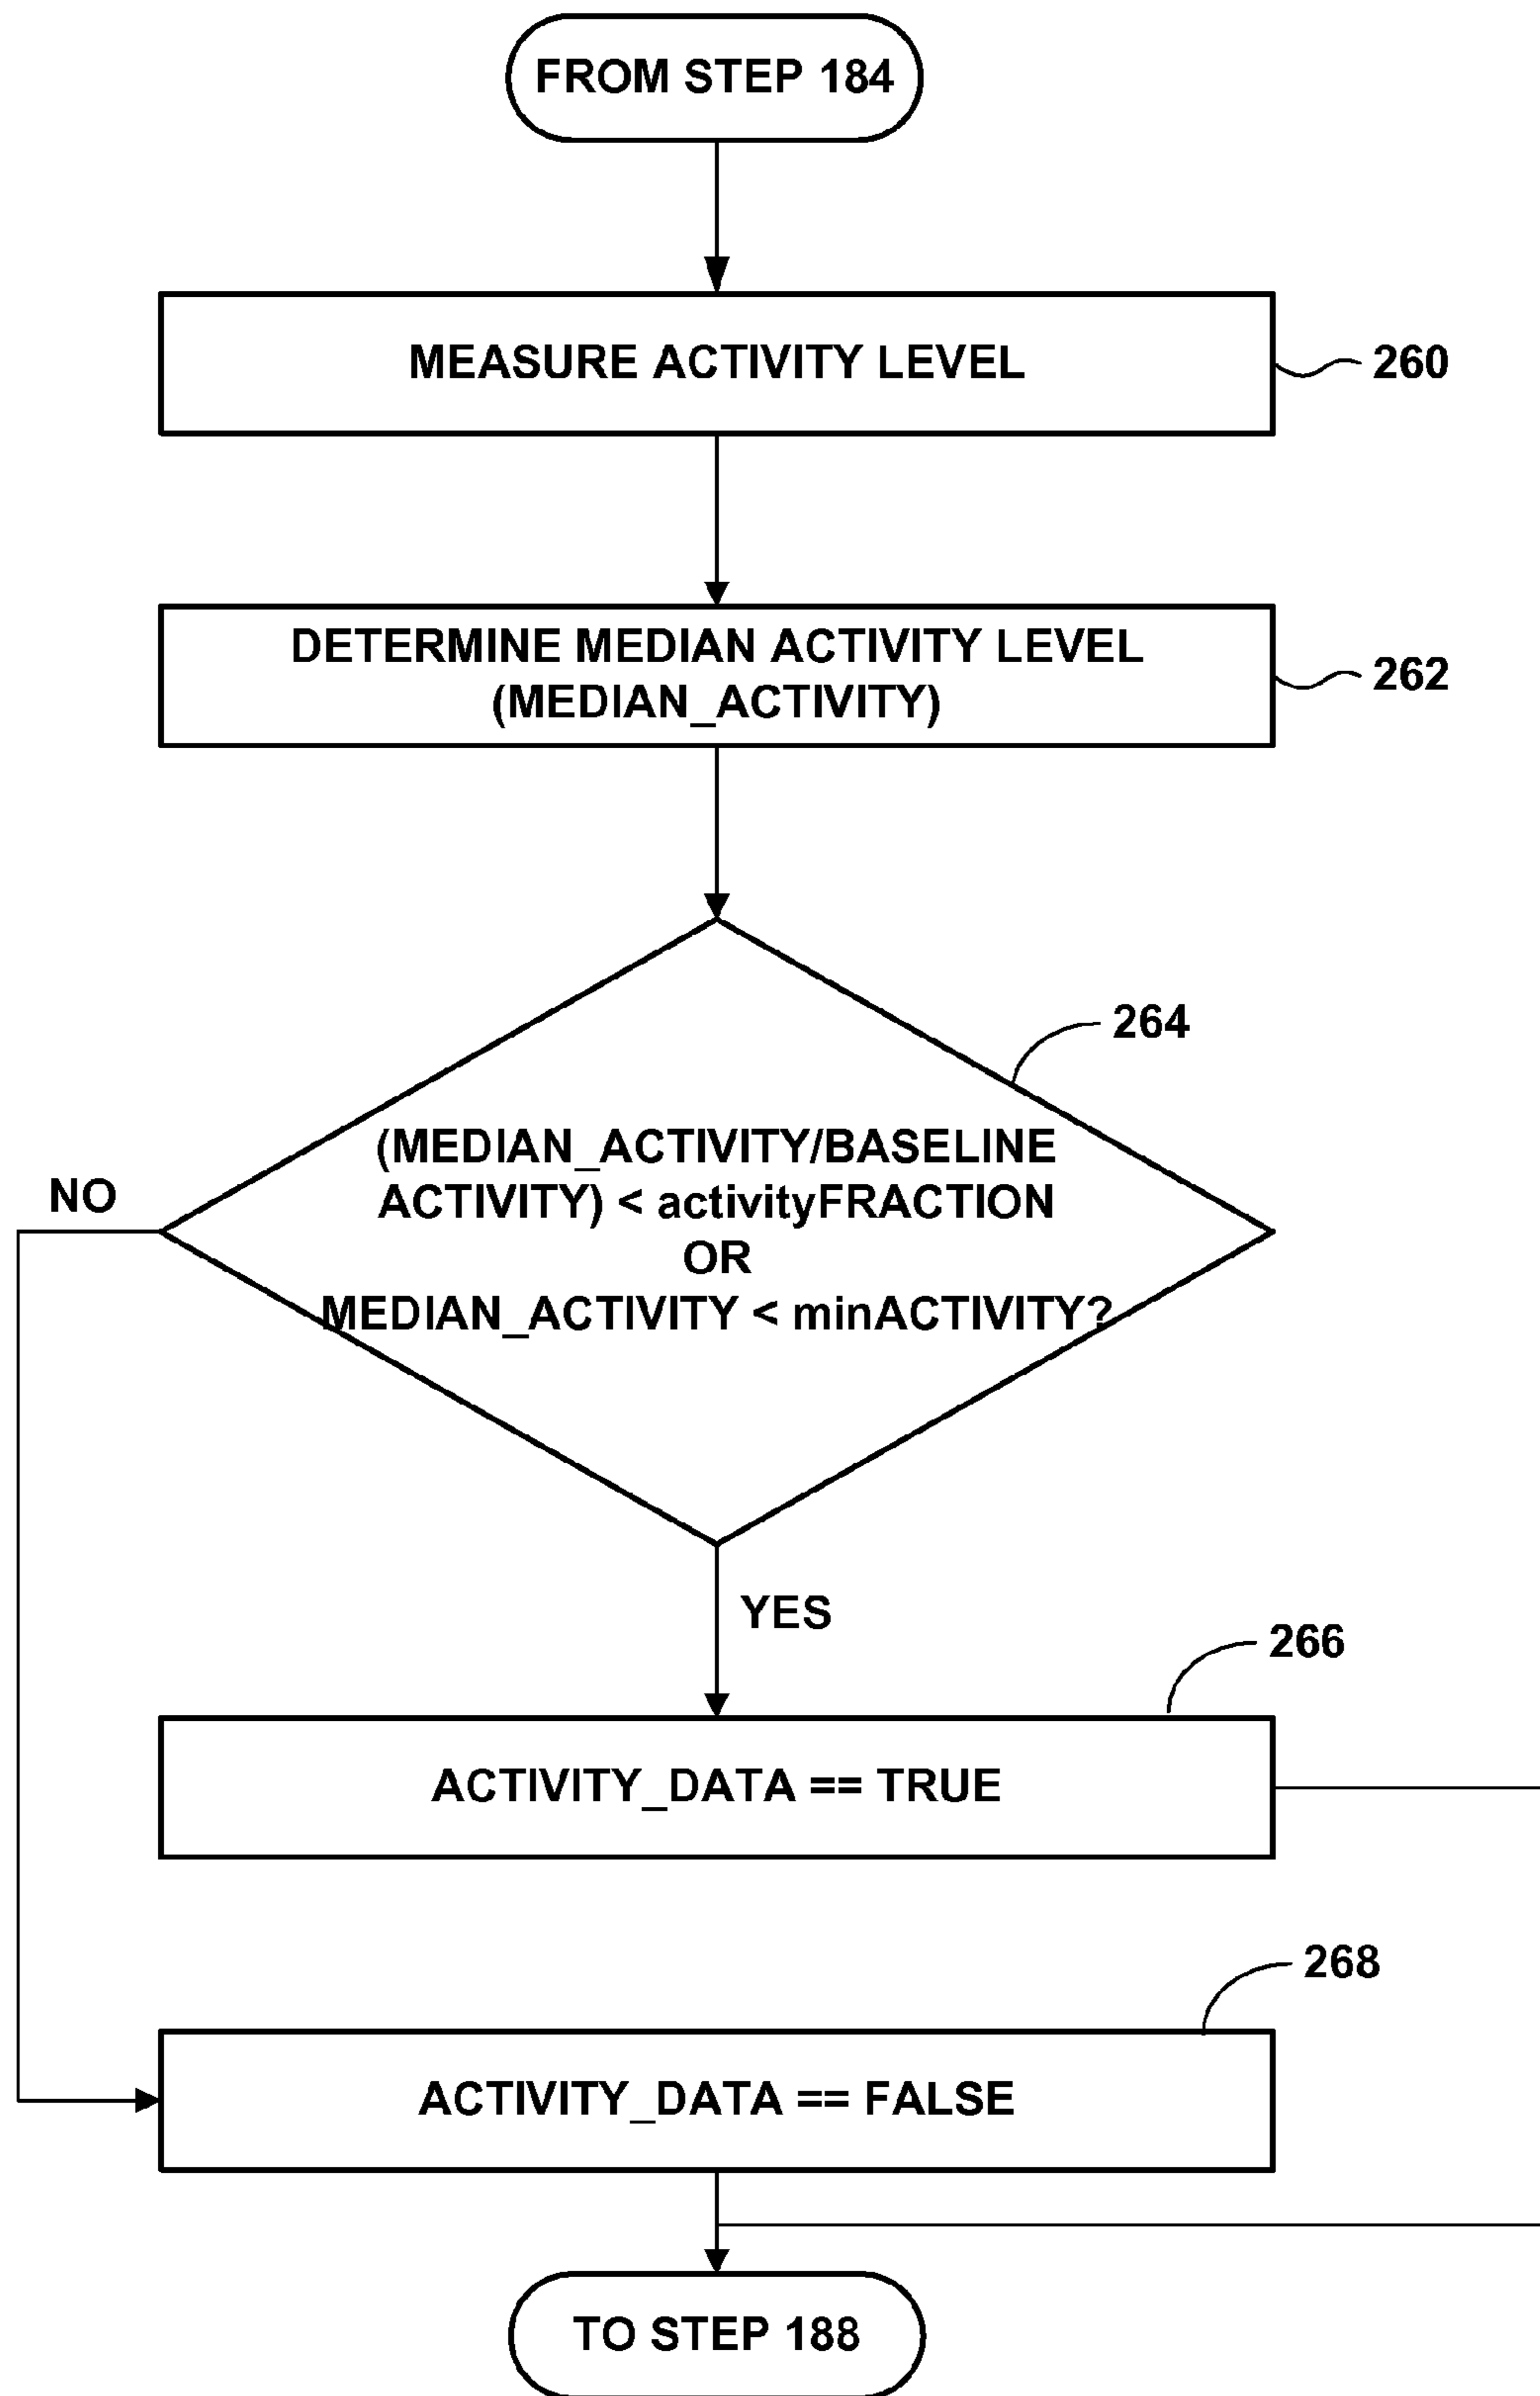 FROM STEP 184
MEASURE ACTIVITY LEVEL
260
DETERMINE MEDIAN ACTIVITY LEVEL
(MEDIAN_ACTIVITY)
262
264
(MEDIAN_ACTIVITY/BASELINE
ACTIVITY) < activityFRACTION
OR
MEDIAN_ACTIVITY < minACTIVITY?
NO
YES
266
ACTIVITY_DATA == TRUE
268
ACTIVITY_DATA == FALSE
TO STEP 188